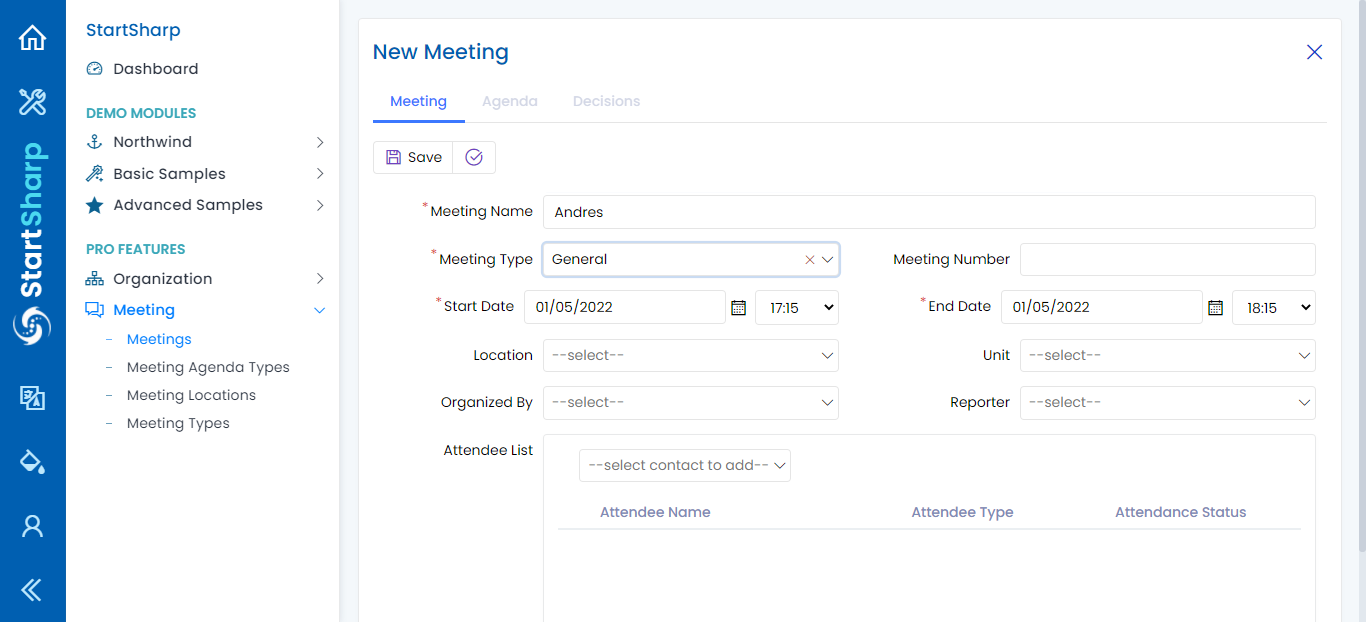 StartSharp
StartSharp
Dashboard
DEMO MODULES
Northwind
Basic Samples
Advanced Samples
PRO FEATURES
Organization
Meeting
Meetings
Meeting Agenda Types
Meeting Locations
Meeting Types
New Meeting
Meeting Agenda Decisions
Save
*Meeting Name Andres
*Meeting Type General Meeting Number
*Start Date 01/05/2022 17:15 *End Date 01/05/2022 18:15
Location --select-- Unit --select--
Organized By --select-- Reporter --select--
Attendee List
--select contact to add--
Attendee Name Attendee Type Attendance Status